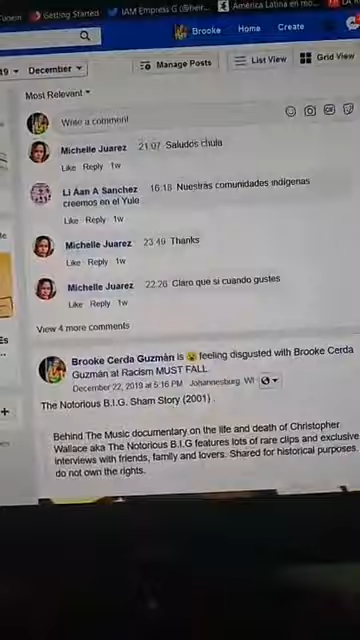 Getting Started IAM Empress G América Latina en mo...
Brooke Home Create
19 December Manage Posts List View Grid View
Most Relevant
Write a comment
Michelle Juarez 21:07 Saludos chula
Like Reply 1w
Li Aan A Sanchez 16:18 Nuestras comunidades indígenas
creemos en el Yule
Like Reply 1w
Michelle Juarez 23:49 Thanks
Like Reply 1w
Michelle Juarez 22:26 Claro que si cuando gustes
Like Reply 1w
View 4 more comments
Brooke Cerda Guzmán is feeling disgusted with Brooke Cerda
Guzmán at Racism MUST FALL.
December 22, 2019 at 5:16 PM Johannesburg, WI
The Notorious B.I.G. Sham Story (2001)
Behind The Music documentary on the life and death of Christopher
Wallace aka The Notorious B.I.G features lots of rare clips and exclusive
interviews with friends, family and lovers. Shared for historical purposes.
do not own the rights.